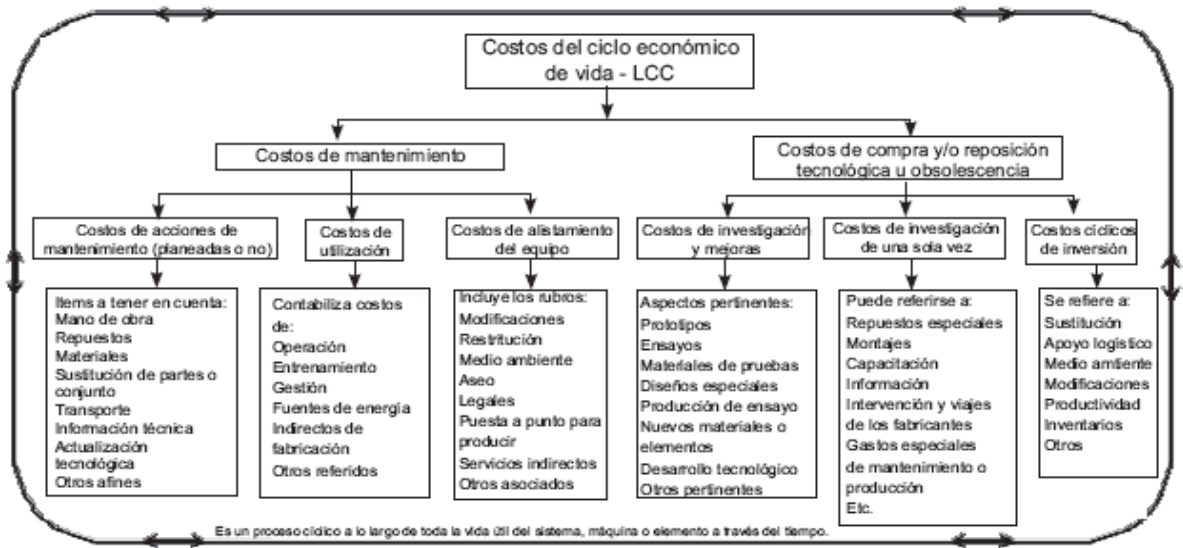 Costos del ciclo económico
de vida - LCC
Costos de mantenimiento
Costos de compra y/o reposición
tecnológica u obsolescencia
Costos de acciones de
mantenimiento (planeadas o no)
Costos de
utilización
Costos de alistamiento
del equipo
Costos de investigación
y mejoras
Costos de investigación
de una sola vez
Costos cíclicos
de inversión
Items a tener en cuenta:
Mano de obra
Repuestos
Materiales
Sustitución de partes o
conjunto
Transporte
Información técnica
Actualización
tecnológica
Otros afines
Contabiliza costos
de:
Operación
Entrenamiento
Gestión
Fuentes de energía
Indirectos de
fabricación
Otros referidos
Incluye los rubros:
Modificaciones
Restritución
Medio ambiente
Aseo
Legales
Puesta a punto para
producir
Servicios indirectos
Otros asociados
Aspectos pertinentes:
Prototipos
Ensayos
Materiales de pruebas
Diseños especiales
Producción de ensayo
Nuevos materiales o
elementos
Desarrollo tecnológico
Otros pertinentes
Puede referirse a:
Repuestos especiales
Montajes
Capacitación
Información
Intervención y viajes
de los fabricantes
Gastos especiales
de mantenimiento o
producción
Etc.
Se refiere a:
Sustitución
Apoyo logístico
Medio amtiente
Modificaciones
Productividad
Inventarios
Otros
Es un proceso cíclico a lo largo de toda la vida útil del sistema, máquina o elemento a través del tiempo.